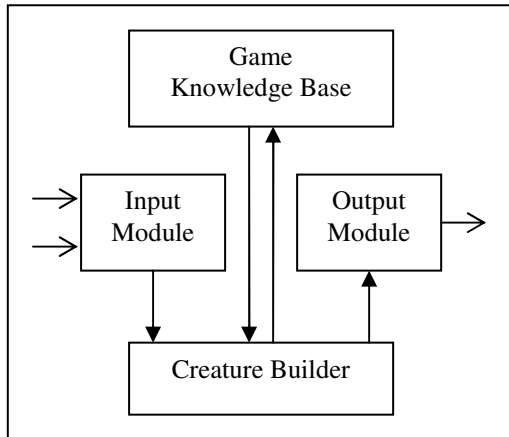 Game
Knowledge Base
Input
Module
Output
Module
Creature Builder